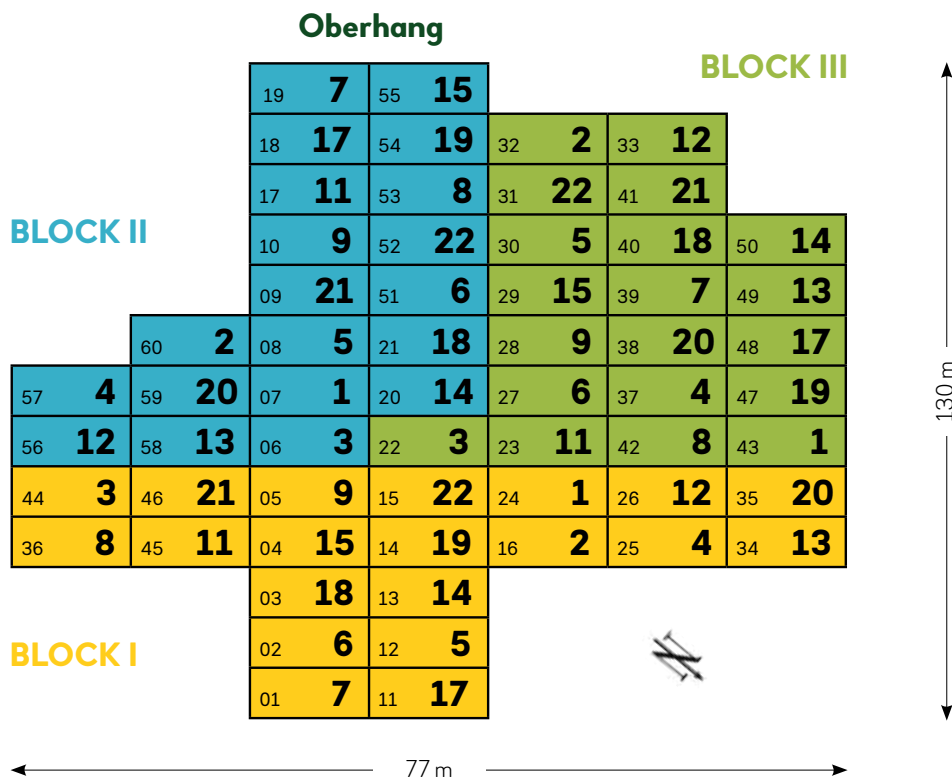 Oberhang
BLOCK III
19 7 55 15
18 17 54 19 32 2 33 12
17 11 53 8 31 22 41 21
BLOCK II
10 9 52 22 30 5 40 18 50 14
09 21 51 6 29 15 39 7 49 13
60 2 08 5 21 18 28 9 38 20 48 17
57 4 59 20 07 1 20 14 27 6 37 4 47 19
130 m
56 12 58 13 06 3 22 3 23 11 42 8 43 1
44 3 46 21 05 9 15 22 24 1 26 12 35 20
36 8 45 11 04 15 14 19 16 2 25 4 34 13
03 18 13 14
BLOCK I
02 6 12 5
N
01 7 11 17
77 m